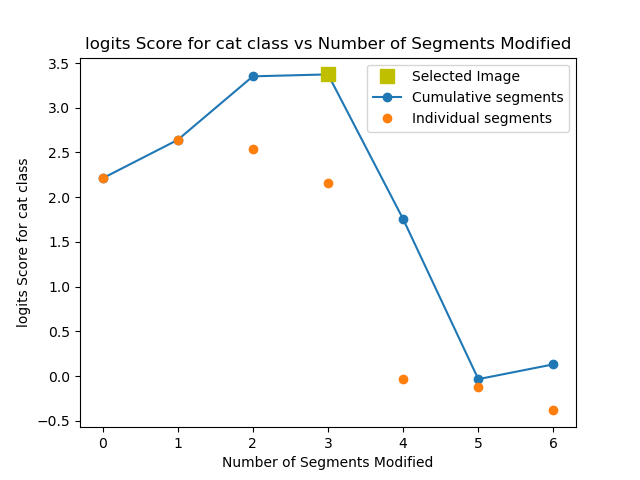 logits Score for cat class vs Number of Segments Modified
3.5
3.0
2.5
2.0
1.5
1.0
0.5
0.0
−0.5
logits Score for cat class
Selected Image
Cumulative segments
Individual segments
0 1 2 3 4 5 6
Number of Segments Modified